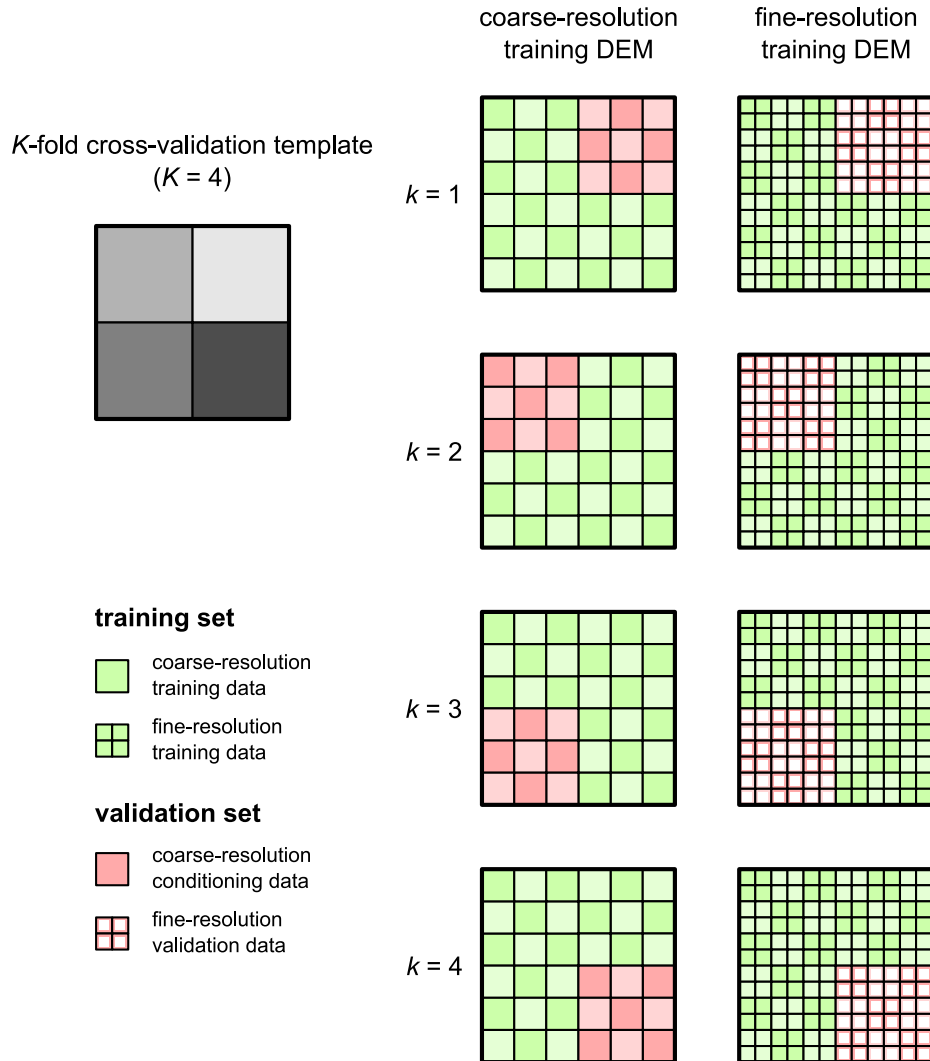 coarse-resolution
training DEM
fine-resolution
training DEM
K-fold cross-validation template
(K = 4)
k = 1
k = 2
k = 3
k = 4
training set
coarse-resolution
training data
fine-resolution
training data
validation set
coarse-resolution
conditioning data
fine-resolution
validation data